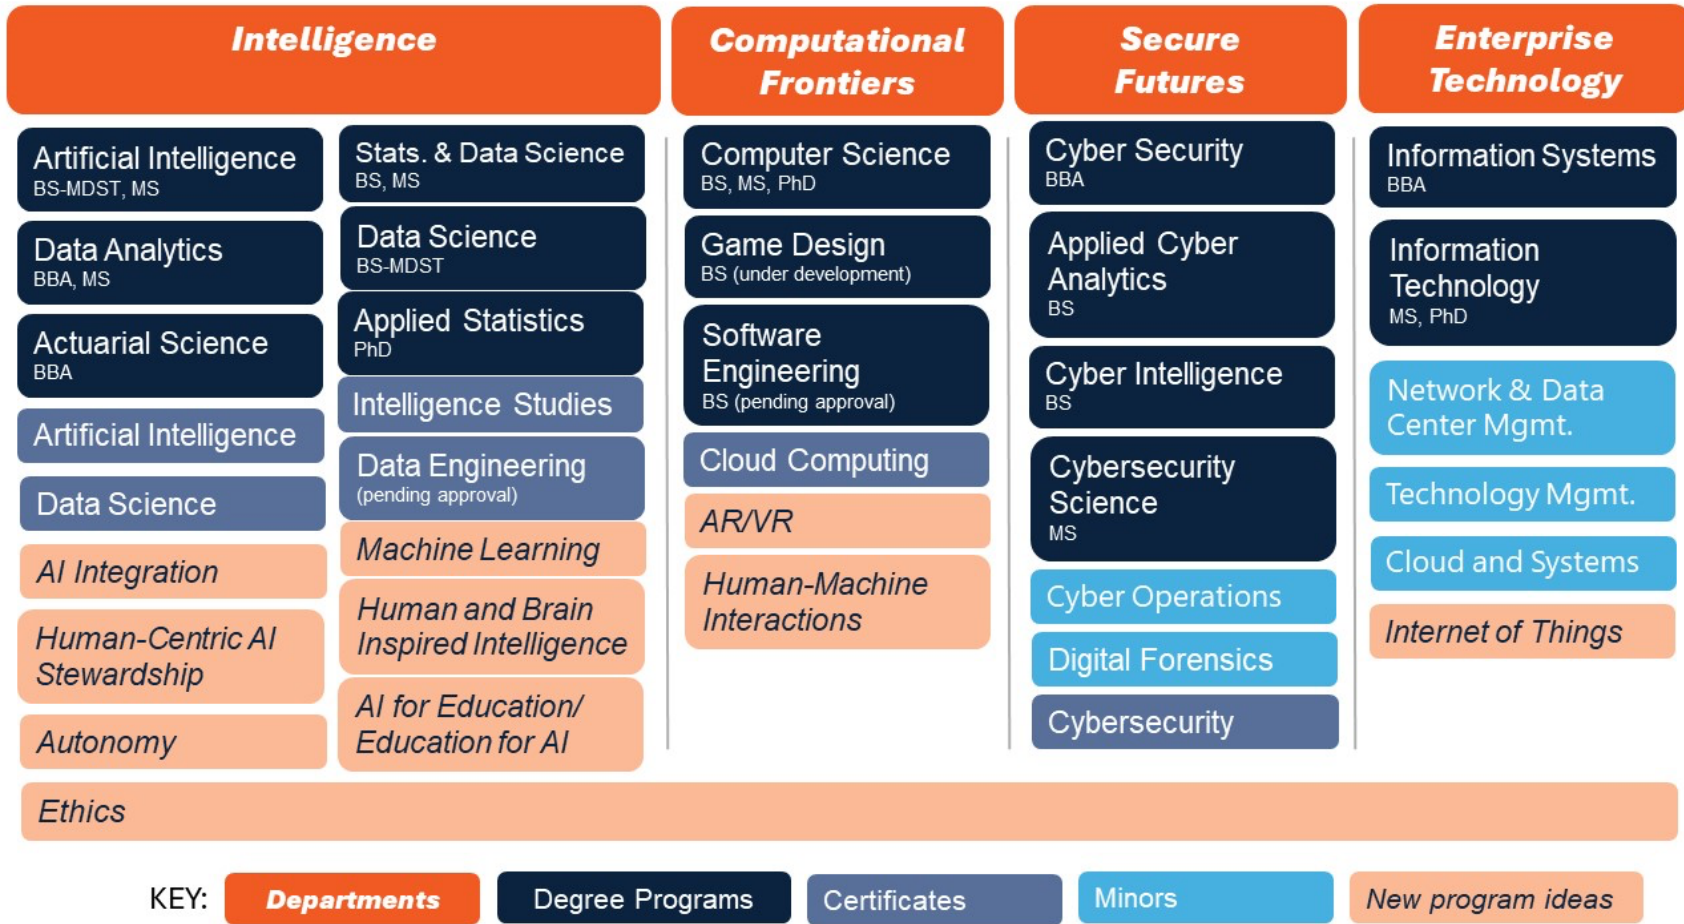 Intelligence
Computational
Frontiers
Secure
Futures
Enterprise
Technology
Artificial Intelligence
BS-MDST, MS
Data Analytics
BBA, MS
Actuarial Science
BBA
Artificial Intelligence
Data Science
AI Integration
Human-Centric AI
Stewardship
Autonomy
Stats. & Data Science
BS, MS
Data Science
BS-MDST
Applied Statistics
PhD
Intelligence Studies
Data Engineering
(pending approval)
Machine Learning
Human and Brain
Inspired Intelligence
AI for Education/
Education for AI
Computer Science
BS, MS, PhD
Game Design
BS (under development)
Software
Engineering
BS (pending approval)
Cloud Computing
AR/VR
Human-Machine
Interactions
Cyber Security
BBA
Applied Cyber
Analytics
BS
Cyber Intelligence
BS
Cybersecurity
Science
MS
Cyber Operations
Digital Forensics
Cybersecurity
Information Systems
BBA
Information
Technology
MS, PhD
Network & Data
Center Mgmt.
Technology Mgmt.
Cloud and Systems
Internet of Things
Ethics
KEY:
Departments
Degree Programs
Certificates
Minors
New program ideas